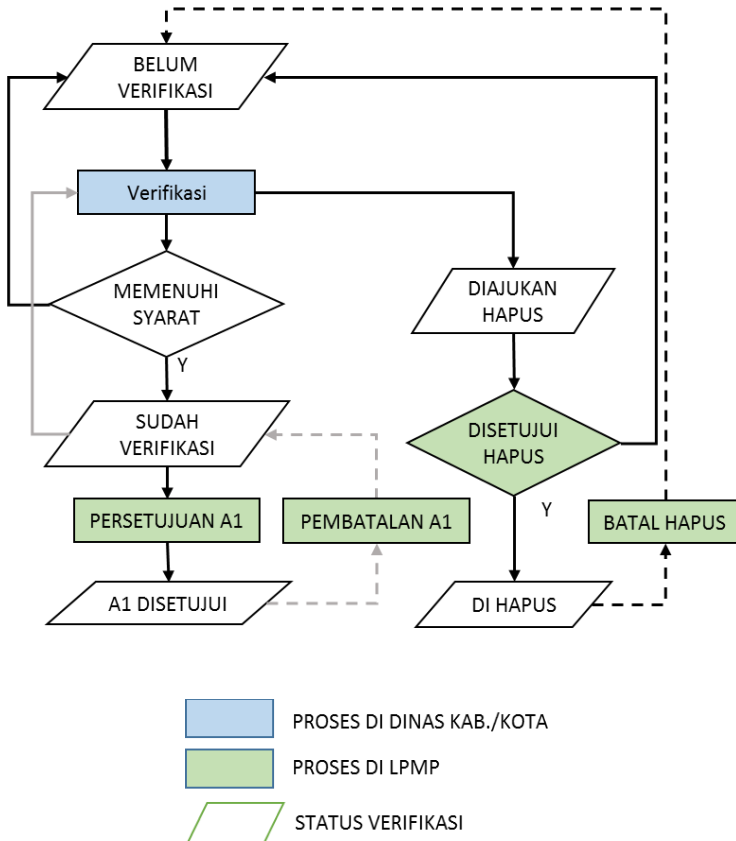 BELUM
VERIFIKASI
Verifikasi
MEMENUHI
SYARAT
Y
SUDAH
VERIFIKASI
PERSETUJUAN A1
A1 DISETUJUI
PEMBATALAN A1
DIAJUKAN
HAPUS
DISETUJUI
HAPUS
Y
DI HAPUS
BATAL HAPUS
PROSES DI DINAS KAB./KOTA
PROSES DI LPMP
STATUS VERIFIKASI